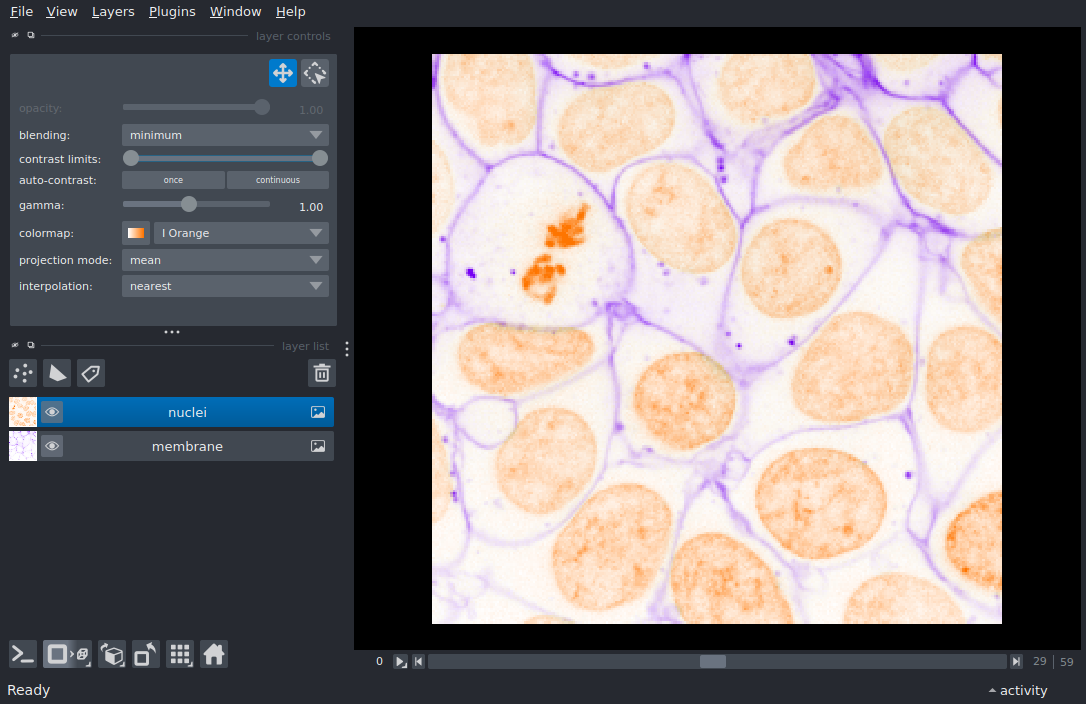 File View Layers Plugins Window Help
layer controls
opacity: 1.00
blending: minimum
contrast limits:
auto-contrast: once continuous
gamma: 1.00
colormap: I Orange
projection mode: mean
interpolation: nearest
layer list
nuclei
membrane
0 29 59
Ready activity